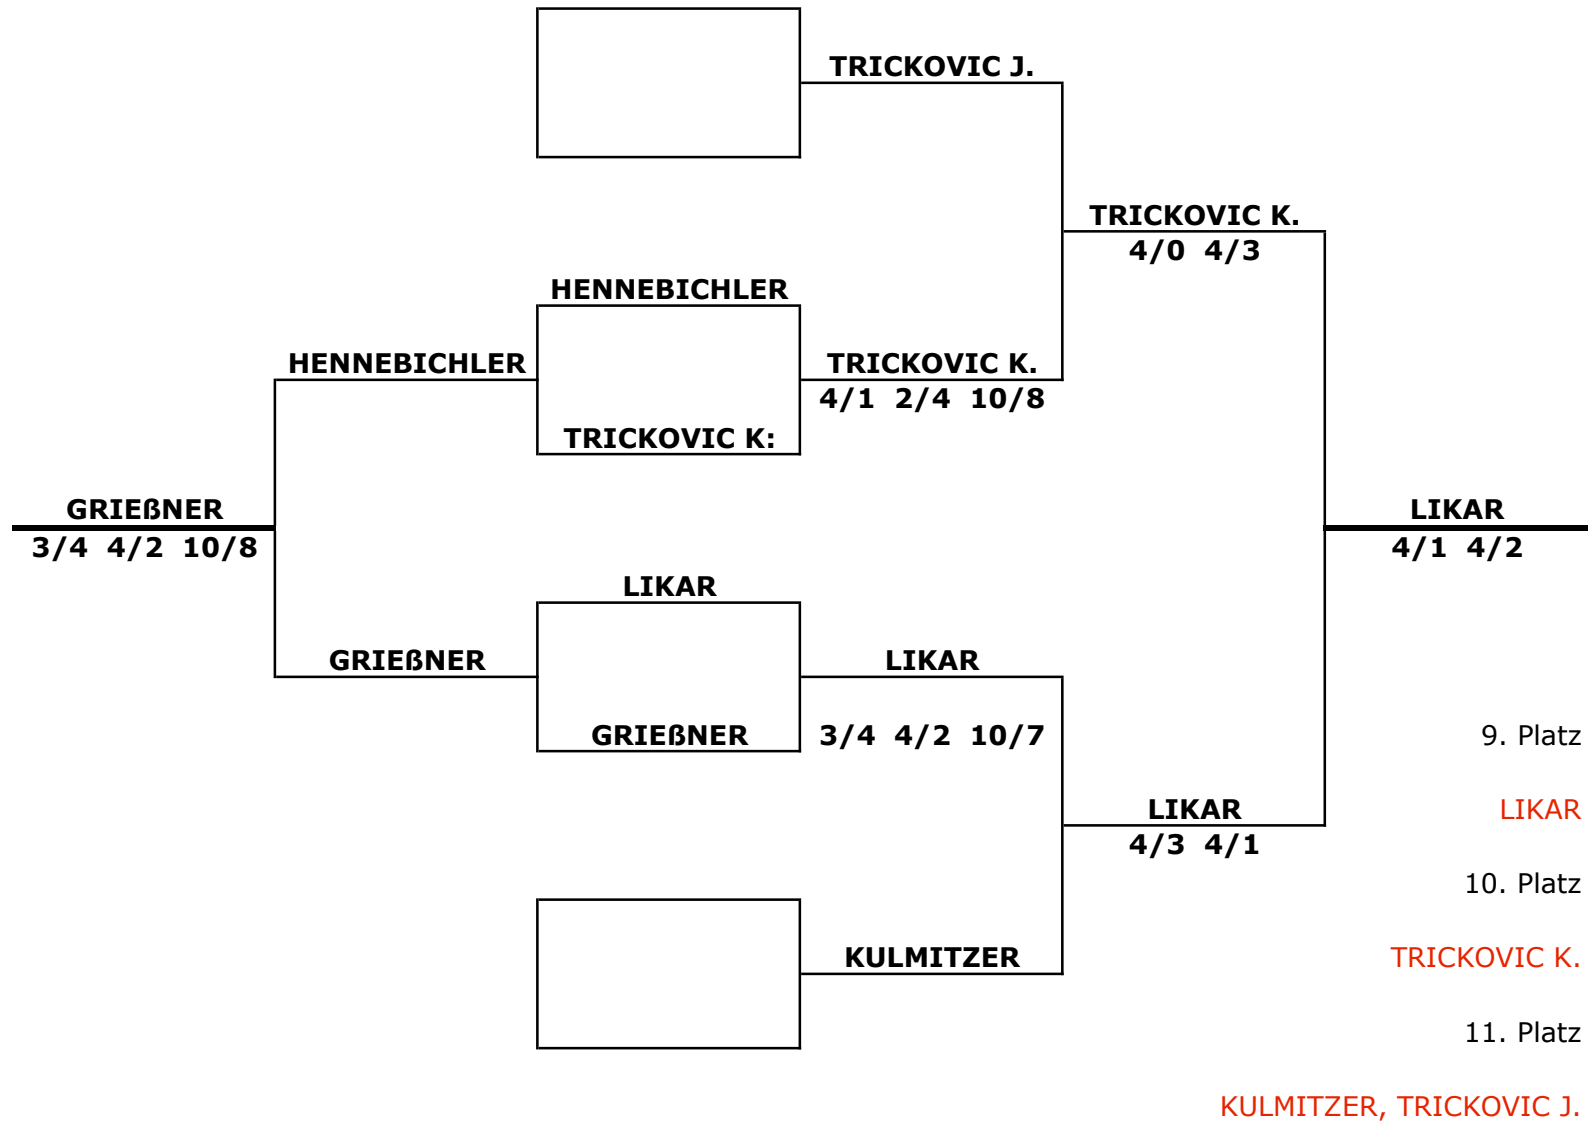 TRICKOVIC J.
TRICKOVIC K.
4/0 4/3
HENNEBICHLER
HENNEBICHLER
TRICKOVIC K.
4/1 2/4 10/8
TRICKOVIC K:
GRIEßNER
3/4 4/2 10/8
LIKAR
4/1 4/2
LIKAR
GRIEßNER
LIKAR
GRIEßNER
3/4 4/2 10/7
9. Platz
LIKAR
4/3 4/1
LIKAR
10. Platz
KULMITZER
TRICKOVIC K.
11. Platz
KULMITZER, TRICKOVIC J.